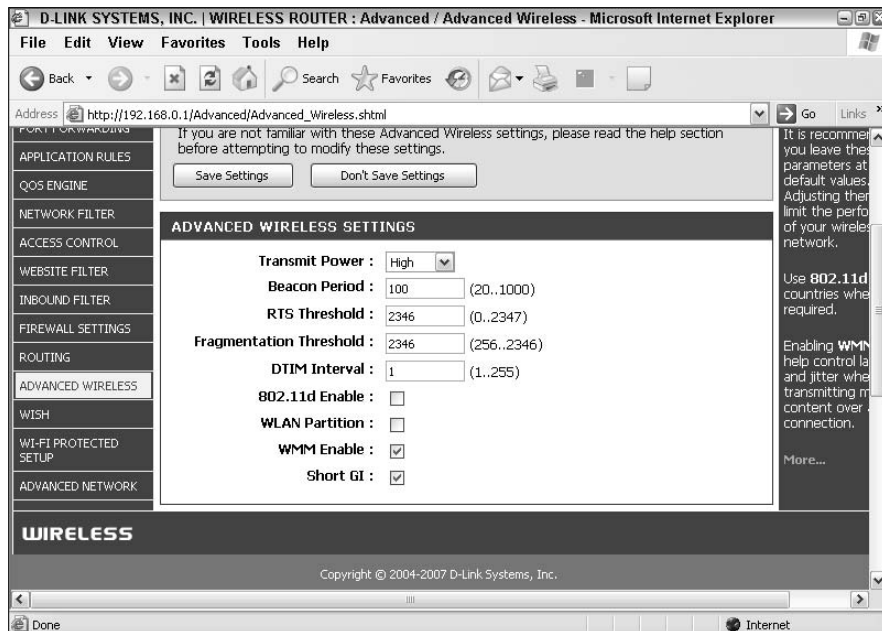 D-LINK SYSTEMS, INC. | WIRELESS ROUTER : Advanced / Advanced Wireless - Microsoft Internet Explorer
File Edit View Favorites Tools Help
Back Search Favorites
Address http://192.168.0.1/Advanced/Advanced_Wireless.shtml Go Links
PORT FORWARDING
APPLICATION RULES
QOS ENGINE
NETWORK FILTER
ACCESS CONTROL
WEBSITE FILTER
INBOUND FILTER
FIREWALL SETTINGS
ROUTING
ADVANCED WIRELESS
WISH
WI-FI PROTECTED
SETUP
ADVANCED NETWORK
If you are not familiar with these Advanced Wireless settings, please read the help section
before attempting to modify these settings.
Save Settings Don't Save Settings
ADVANCED WIRELESS SETTINGS
Transmit Power : High
Beacon Period : 100 (20..1000)
RTS Threshold : 2346 (0..2347)
Fragmentation Threshold : 2346 (256..2346)
DTIM Interval : 1 (1..255)
802.11d Enable :
WLAN Partition :
WMM Enable :
Short GI :
It is recommen
you leave thes
parameters at
default values.
Adjusting ther
limit the perfo
of your wireles
network.
Use 802.11d
countries whe
required.
Enabling WMM
help control la
and jitter whe
transmitting m
content over
connection.
More...
WIRELESS
Copyright © 2004-2007 D-Link Systems, Inc.
Done Internet